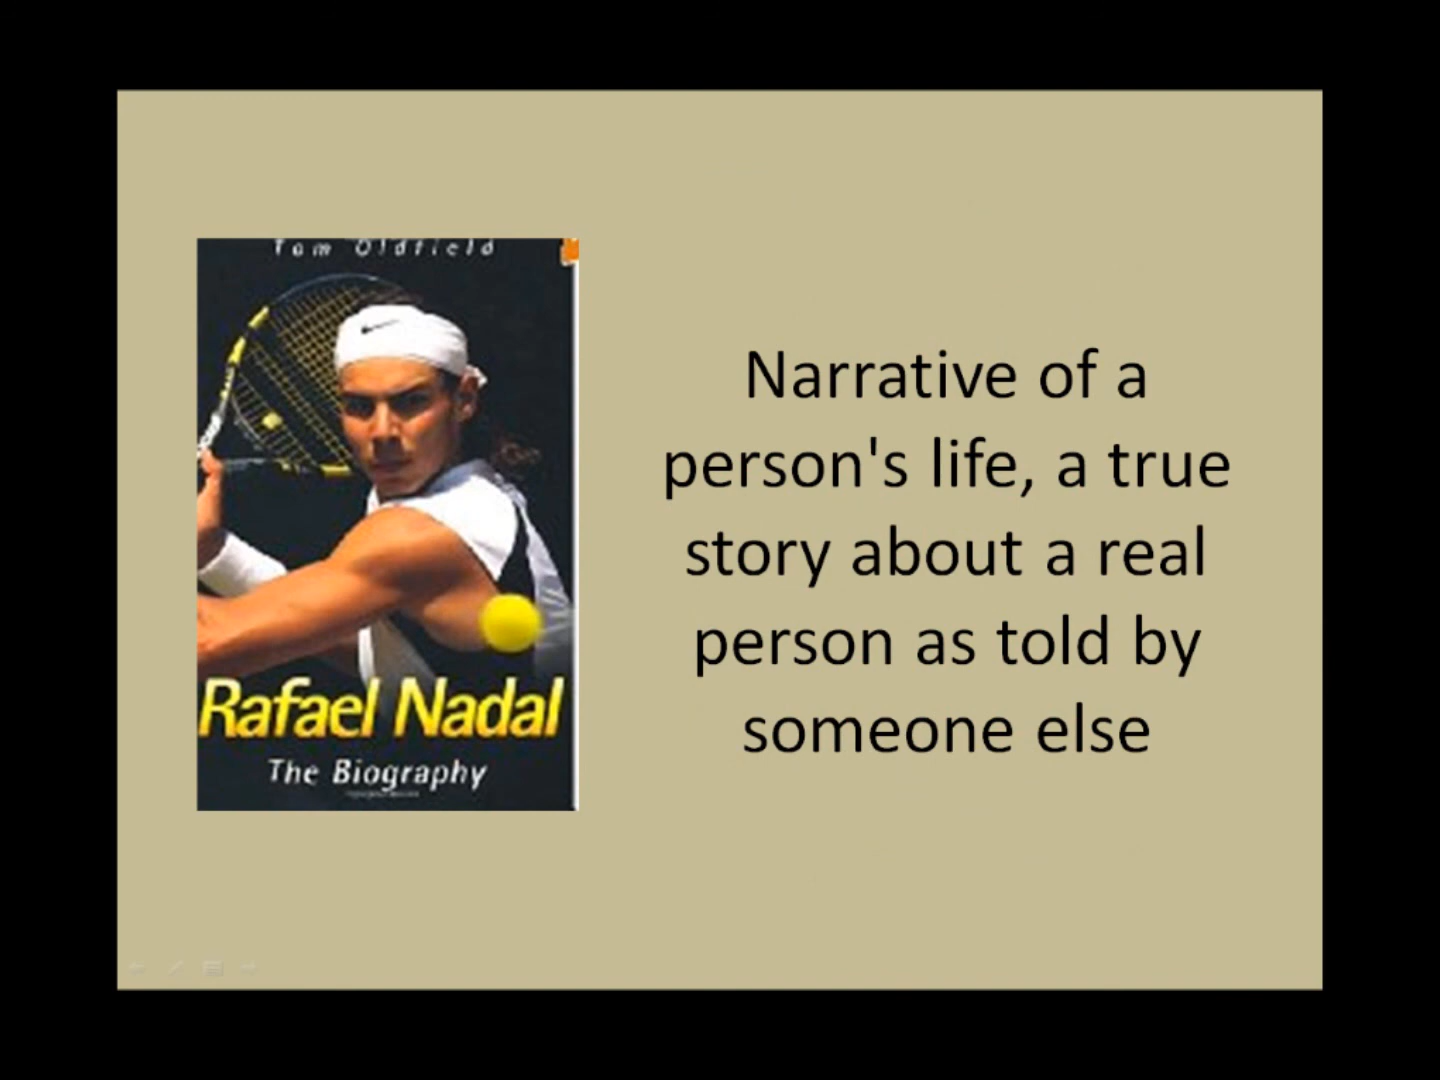 Tom Oldfield
Rafael Nadal
The Biography
Narrative of a
person's life, a true
story about a real
person as told by
someone else